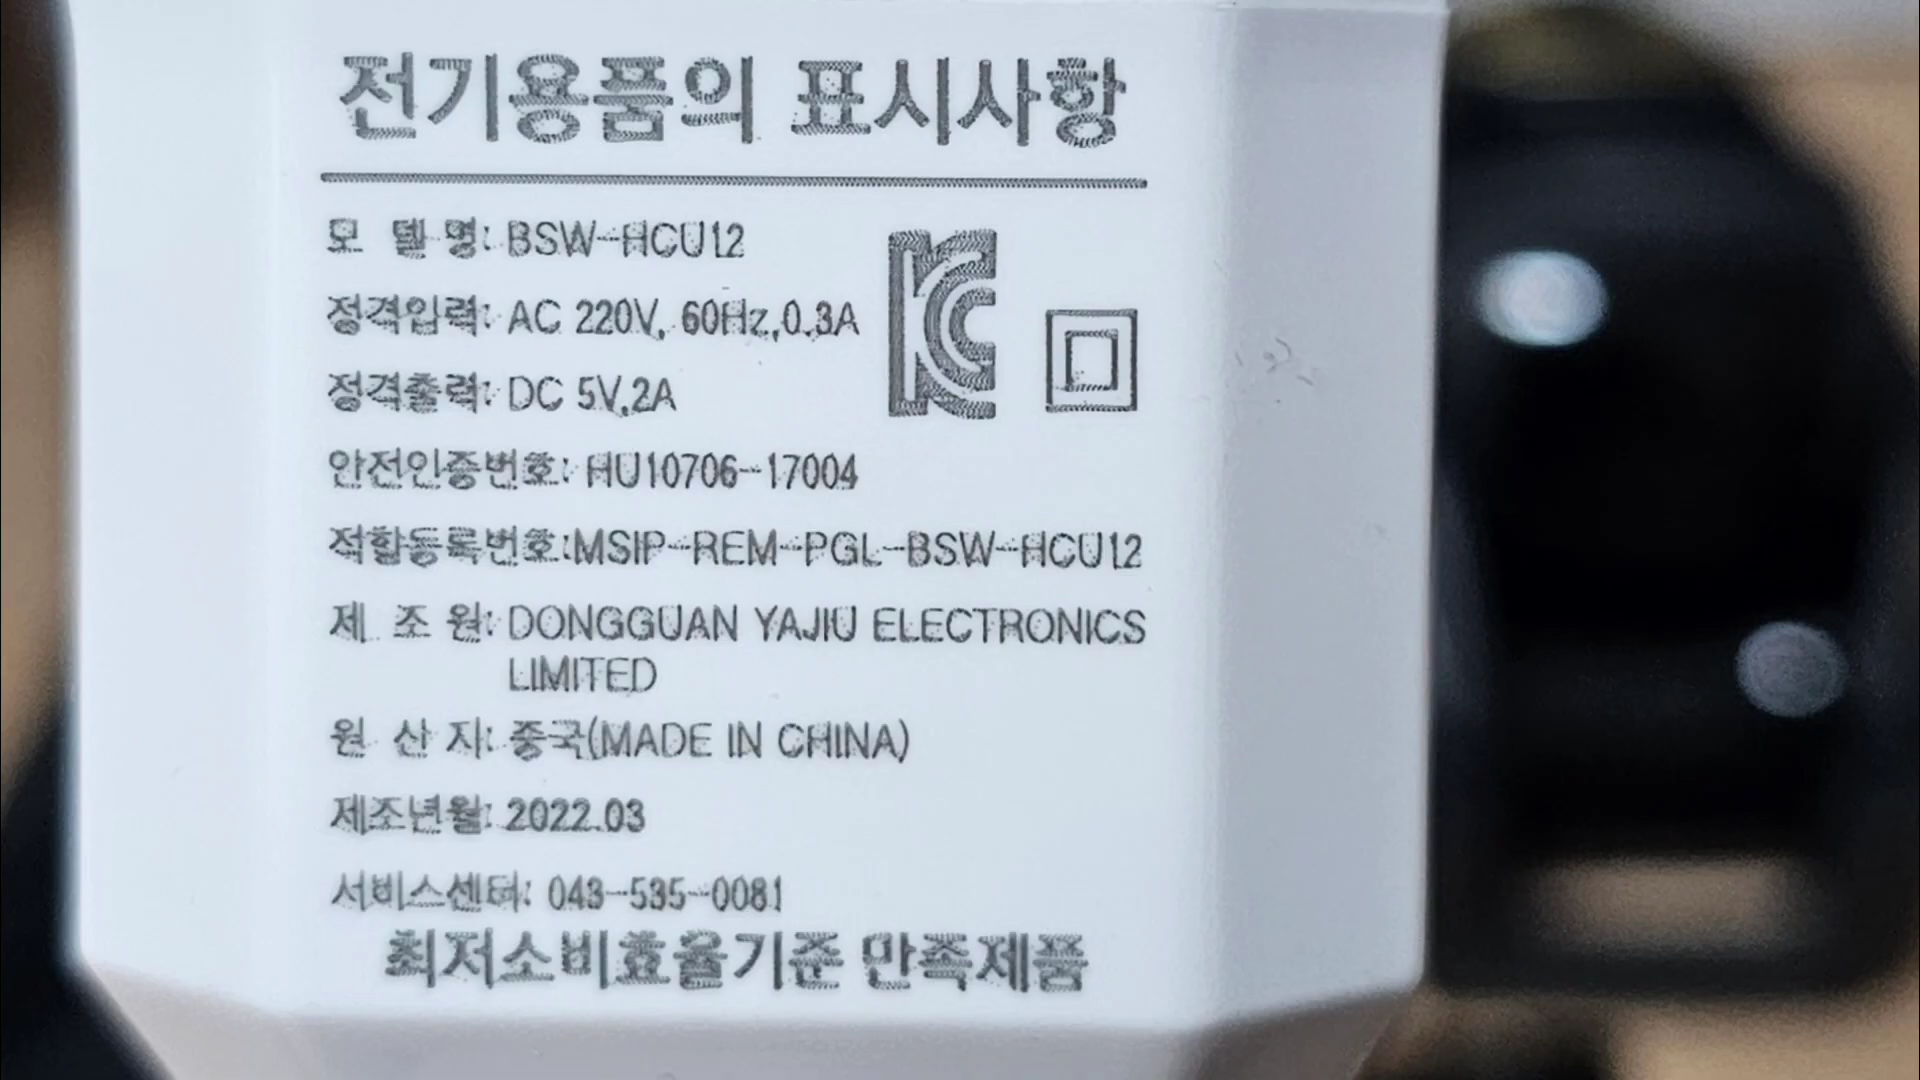 전기용품의 표시사항
모 델 명: BSW-HCU12
정격입력: AC 220V, 60Hz,0.3A
정격출력: DC 5V,2A
안전인증번호: HU10706-17004
적합등록번호:MSIP-REM-PGL-BSW-HCU12
제 조 원: DONGGUAN YAJIU ELECTRONICS
LIMITED
원 산 지: 중국(MADE IN CHINA)
제조년월: 2022.03
서비스센터: 043-535-0081
최저소비효율기준 만족제품